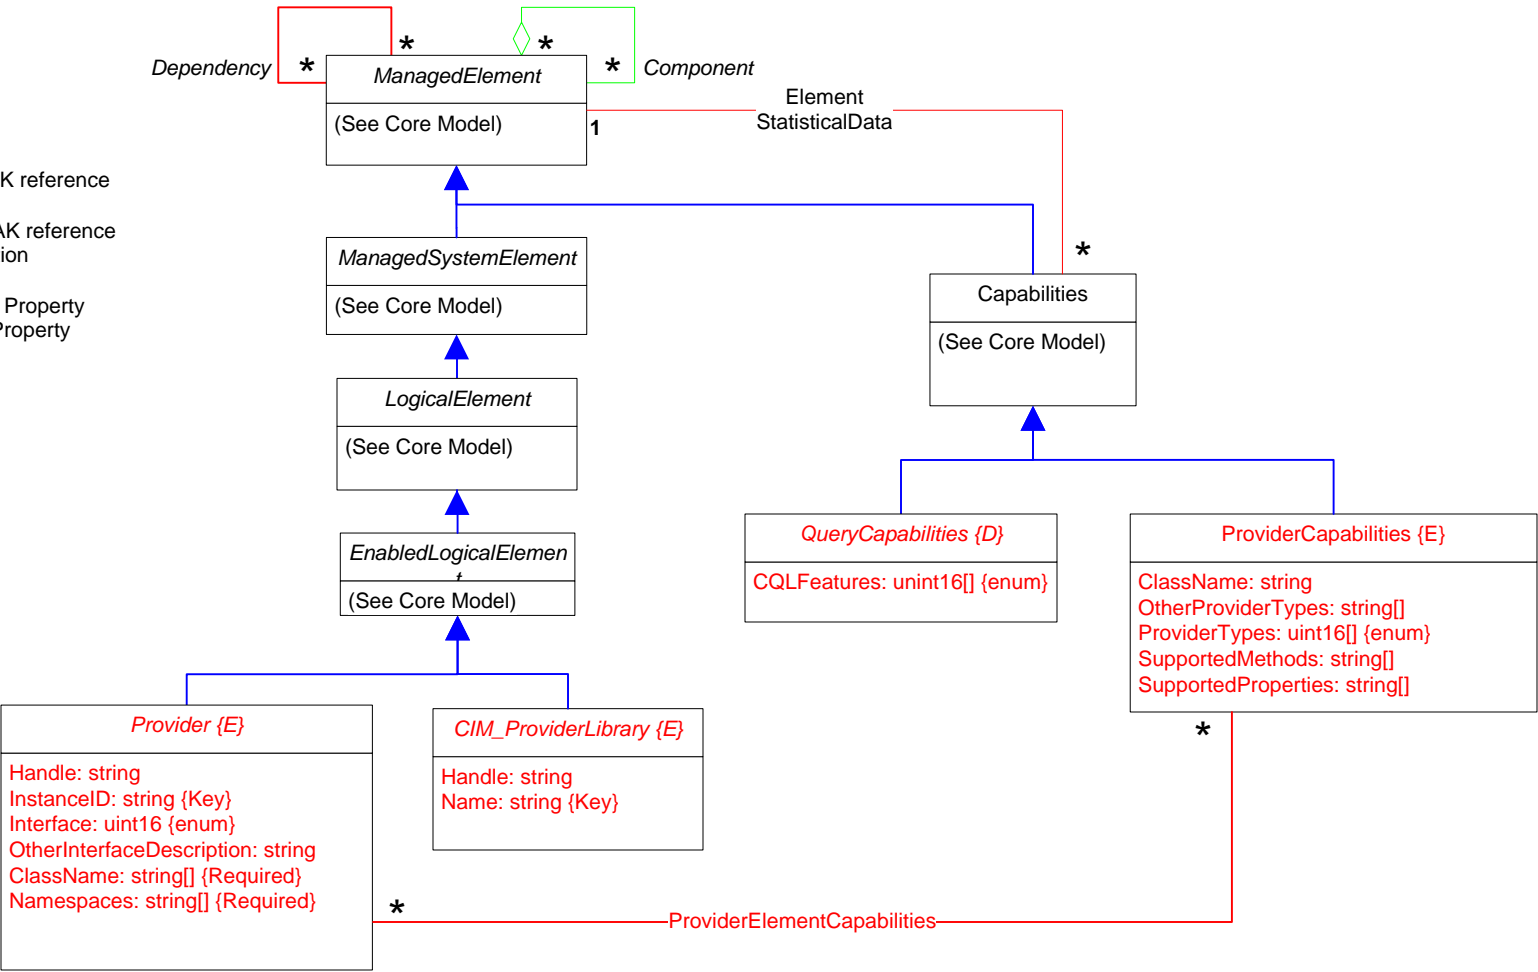 Dependency
*
*
*
*
Component
ManagedElement
(See Core Model)
1
Element
StatisticalData
K reference
AK reference
ion
Property
Property
ManagedSystemElement
(See Core Model)
*
Capabilities
(See Core Model)
LogicalElement
(See Core Model)
EnabledLogicalElemen
t
(See Core Model)
QueryCapabilities {D}
CQLFeatures: unint16[] {enum}
ProviderCapabilities {E}
ClassName: string
OtherProviderTypes: string[]
ProviderTypes: uint16[] {enum}
SupportedMethods: string[]
SupportedProperties: string[]
*
Provider {E}
Handle: string
InstanceID: string {Key}
Interface: uint16 {enum}
OtherInterfaceDescription: string
ClassName: string[] {Required}
Namespaces: string[] {Required}
CIM_ProviderLibrary {E}
Handle: string
Name: string {Key}
*
ProviderElementCapabilities